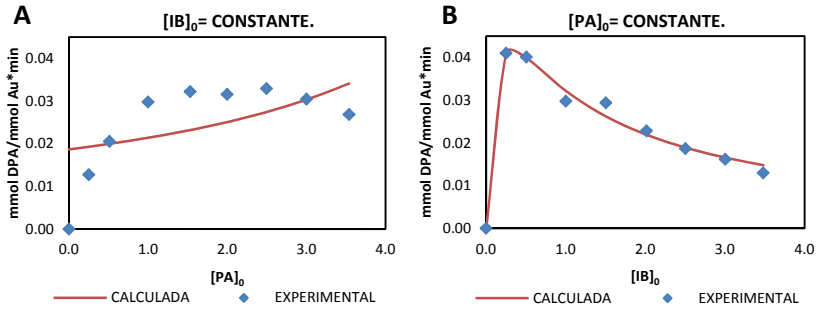 A
[IB]0= CONSTANTE.
mmol DPA/mmol Au*min
0.04
0.03
0.02
0.01
0.00
0.0 1.0 2.0 3.0 4.0
[PA]0
CALCULADA EXPERIMENTAL
B
[PA]0= CONSTANTE.
mmol DPA/mmol Au*min
0.04
0.03
0.02
0.01
0.00
0.0 1.0 2.0 3.0 4.0
[IB]0
CALCULADA EXPERIMENTAL